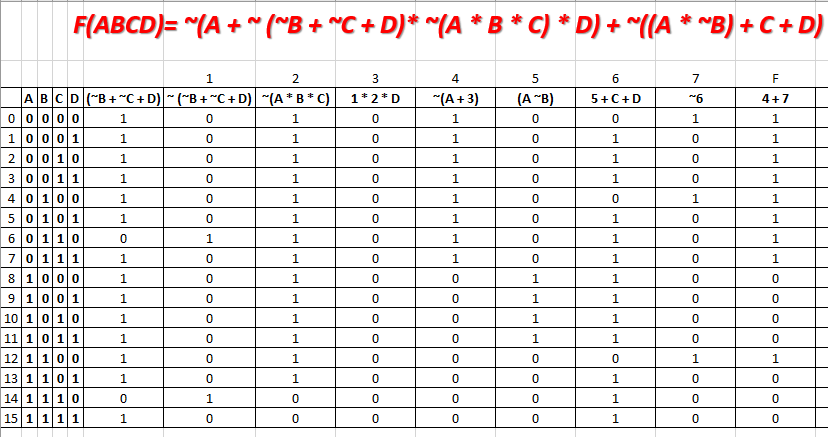 F(ABCD)= ~(A + ~ (~B + ~C + D)* ~(A * B * C) * D) + ~((A * ~B) + C + D)
1 2 3 4 5 6 7 F
A B C D (~B + ~C + D) ~ (~B + ~C + D) ~(A * B * C) 1 * 2 * D ~(A + 3) (A ~B) 5 + C + D ~6 4 + 7
0 0 0 0 0 1 0 1 0 1 0 0 1 1
1 0 0 0 1 1 0 1 0 1 0 1 0 1
2 0 0 1 0 1 0 1 0 1 0 1 0 1
3 0 0 1 1 1 0 1 0 1 0 1 0 1
4 0 1 0 0 1 0 1 0 1 0 0 1 1
5 0 1 0 1 1 0 1 0 1 0 1 0 1
6 0 1 1 0 0 1 1 0 1 0 1 0 1
7 0 1 1 1 1 0 1 0 1 0 1 0 1
8 1 0 0 0 1 0 1 0 0 1 1 0 0
9 1 0 0 1 1 0 1 0 0 1 1 0 0
10 1 0 1 0 1 0 1 0 0 1 1 0 0
11 1 0 1 1 1 0 1 0 0 1 1 0 0
12 1 1 0 0 1 0 1 0 0 0 0 1 1
13 1 1 0 1 1 0 1 0 0 0 1 0 0
14 1 1 1 0 0 1 0 0 0 0 1 0 0
15 1 1 1 1 1 0 0 0 0 0 1 0 0